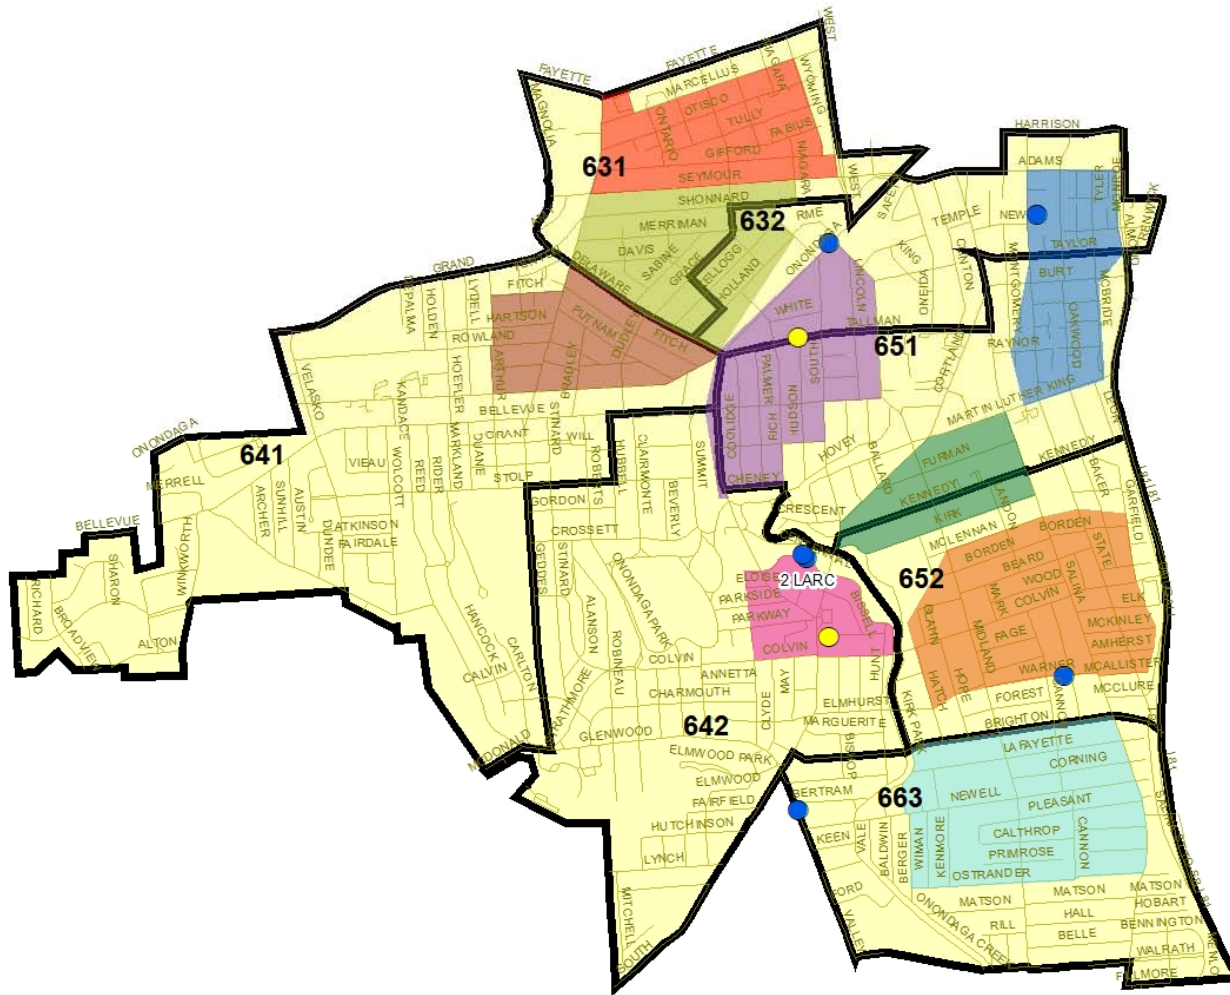 WEST
FAYETTE
FAYETTE
MARCELLUS
NIAGARA
WYOMING
MAGNOLIA
OTISCO
ONTARIO
TULLY
FABIUS
GIFFORD
NIAGARA
631
SEYMOUR
WEST
SHONNARD
HARRISON
ADAMS
TYLER
MONROE
RENWICK
ALMOND
TEMPLE
NEW
TAYLOR
632
MERRIMAN
DAVIS
SABINE
GRACE
KELLOGG
HOLLAND
DELAWARE
ONONDAGA
KING
ONEIDA
CANTON
LINCOLN
GRAND
FITCH
DEPALMA
HOLDEN
LYDELL
HARTSON
ROWLAND
PUTNAM
DUDLEY
FITCH
WHITE
TALLMAN
MONTGOMERY
BURT
OAKWOOD
MCBRIDE
RAYNOR
651
SOUTH
CORTLAND
VELASKO
HOEFLER
ARTHUR
BRADLEY
PALMER
RICH
HUDSON
COOLIDGE
MARTIN LUTHER KING
KANDACE
BELLEVUE
GRANT
WILL
STINARD
ONONDAGA
641
VIEAU
WOLCOTT
REED
RIDER
MARKLAND
DUANE
STOLP
ROBERTS
HUBBELL
CLAIRMONTE
SUMMIT
HOVEY
BALLARD
FURMAN
KENNEDY
KENNEDY
MERRELL
ARCHER
SUNHILL
AUSTIN
CHENEY
GORDON
BEVERLY
CRESCENT
KIRK
LANDON
BAKER
GARFIELD
BELLEVUE
WINKWORTH
DUNDEE
ATKINSON
FAIRDALE
CROSSETT
MCLENNAN
BORDEN
BORDEN
STATE
SHARON
RICHARD
BROADVIEW
ALTON
GEDDES
STINARD
ONONDAGA PARK
ELOISE
2 LARC
PARKSIDE
PARKWAY
BISSELL
652
BEARD
WOOD
COLVIN
SALINA
MARK
ELK
ALANSON
ROBINEAU
HANCOCK
CALVIN
CARLTON
COLVIN
COLVIN
HUNT
GLAHN
MIDLAND
PAGE
MCKINLEY
AMHERST
MCALLISTER
WARNER
MCCLURE
STRATHMORE
ANNETTA
CHARMOUTH
CLYDE
MAY
ELMHURST
MARGUERITE
KIRK PARK
HATCH
HOPE
FOREST
CANNON
BRIGHTON
MCDONALD
GLENWOOD
642
ELMWOOD PARK
BISHOP
LAFAYETTE
CORNING
ELMWOOD
FAIRFIELD
BERTRAM
663
NEWELL
PLEASANT
HUTCHINSON
KEEN
VALE
BALDWIN
BERGER
WIMAN
KENMORE
CALTHROP
CANNON
PRIMROSE
LYNCH
OSTRANDER
MITCHELL
FORD
VALLEY
ONONDAGA CREEK
MATSON
MATSON
MATSON
HOBART
RILL
HALL
BELLE
BENNINGTON
WALRATH
SOUTH
FILLMORE